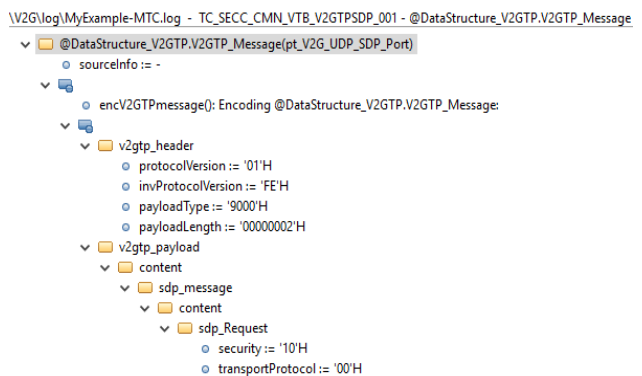 \V2G\log\MyExample-MTC.log - TC_SECC_CMN_VTB_V2GTPSDP_001 - @DataStructure_V2GTP.V2GTP_Message
@DataStructure_V2GTP.V2GTP_Message(pt_V2G_UDP_SDP_Port)
sourceInfo := -
encV2GTPmessage(): Encoding @DataStructure_V2GTP.V2GTP_Message:
v2gtp_header
protocolVersion := '01'H
invProtocolVersion := 'FE'H
payloadType := '9000'H
payloadLength := '00000002'H
v2gtp_payload
content
sdp_message
content
sdp_Request
security := '10'H
transportProtocol := '00'H